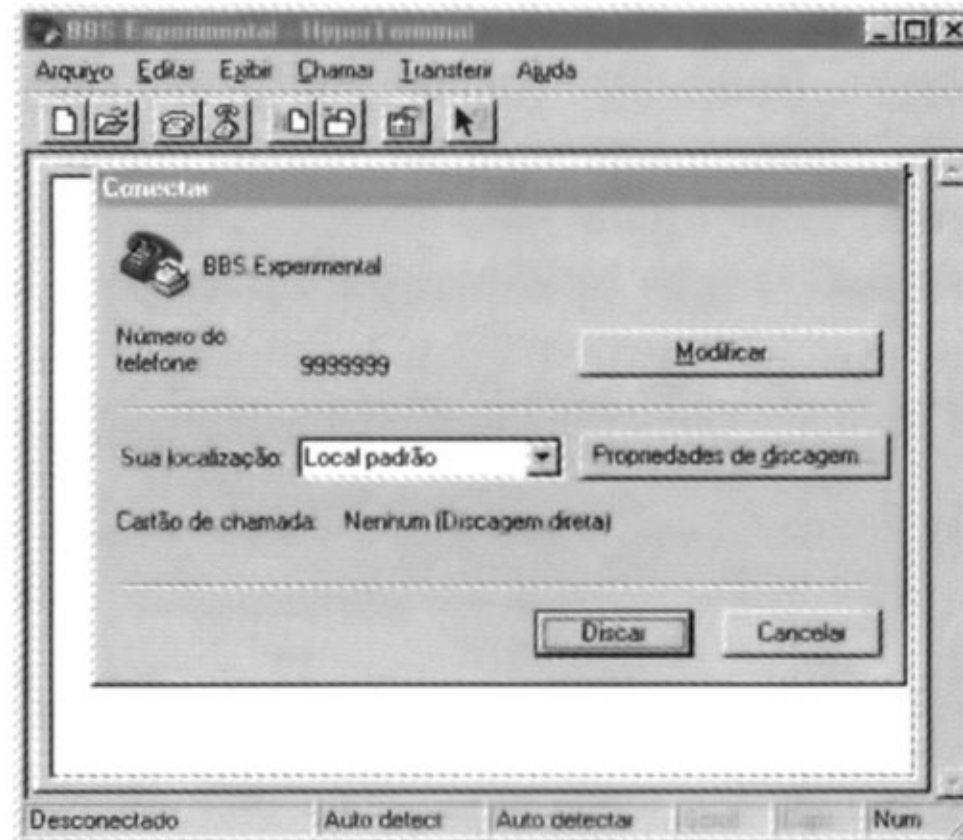 BBS Experimental - HyperTerminal
Arquivo Editar Exibir Chamar Transferir Ajuda
Conectar
BBS Experimental
Número do
telefone: 9999999
Modificar
Sua localização: Local padrão
Propriedades de discagem
Cartão de chamada: Nenhum (Discagem direta)
Discar Cancelar
Desconectado Auto detect Auto detectar Scroll Caps Num